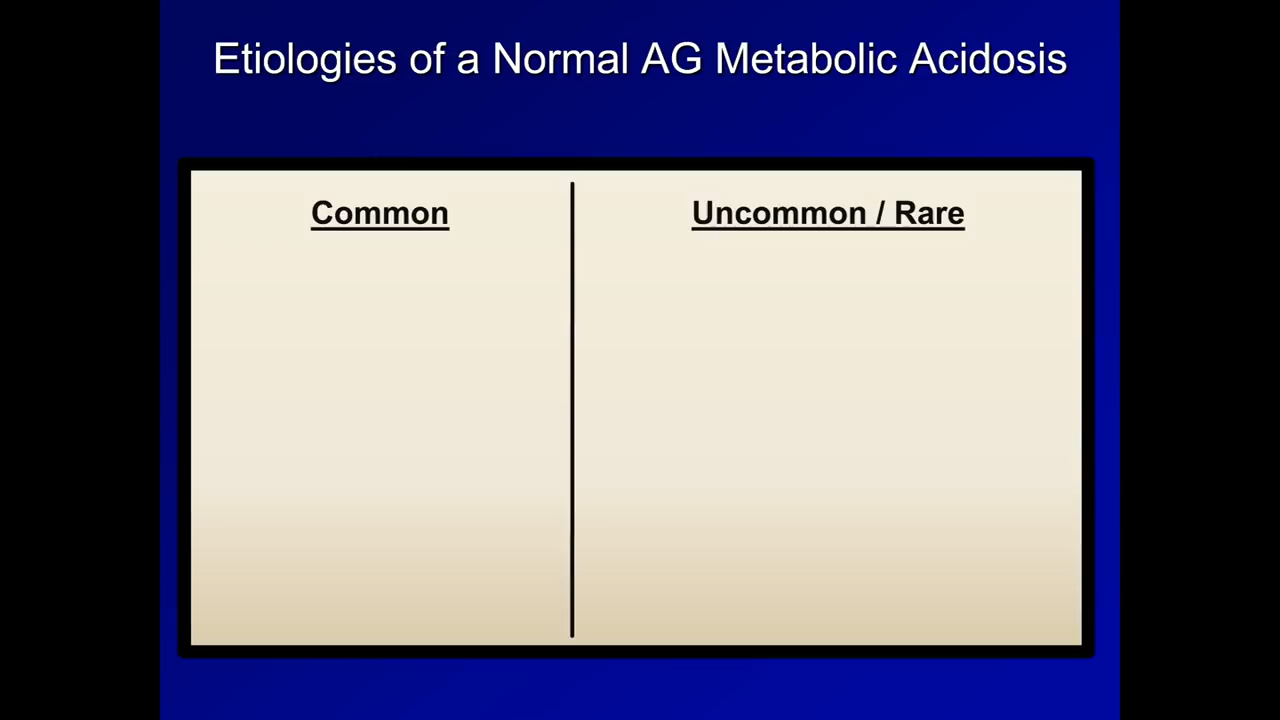 Etiologies of a Normal AG Metabolic Acidosis
Common
Uncommon / Rare